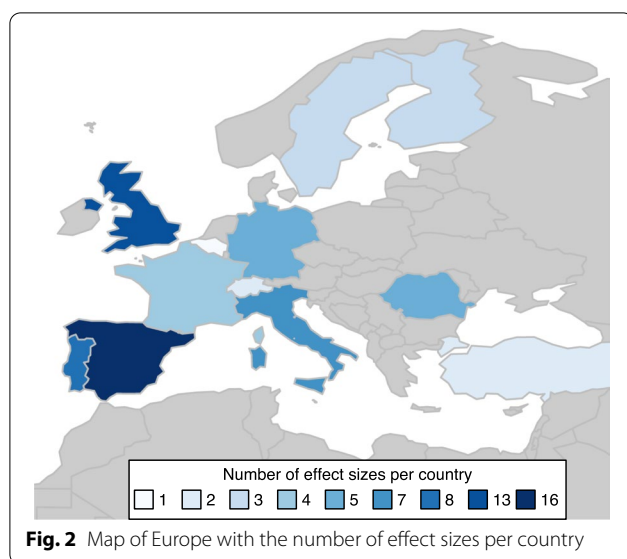 Number of effect sizes per country
1 2 3 4 5 7 8 13 16
Fig. 2 Map of Europe with the number of effect sizes per country